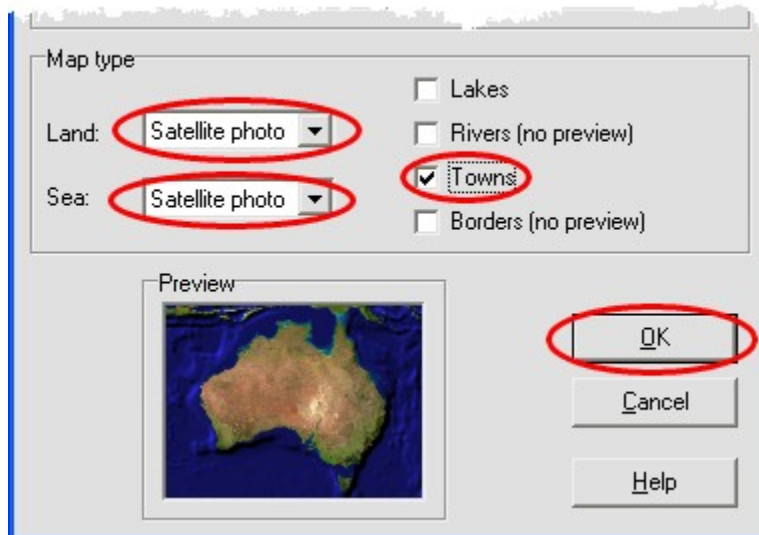 Map type
Land:
Satellite photo
Sea:
Satellite photo
Lakes
Rivers (no preview)
Towns
Borders (no preview)
Preview
OK
Cancel
Help